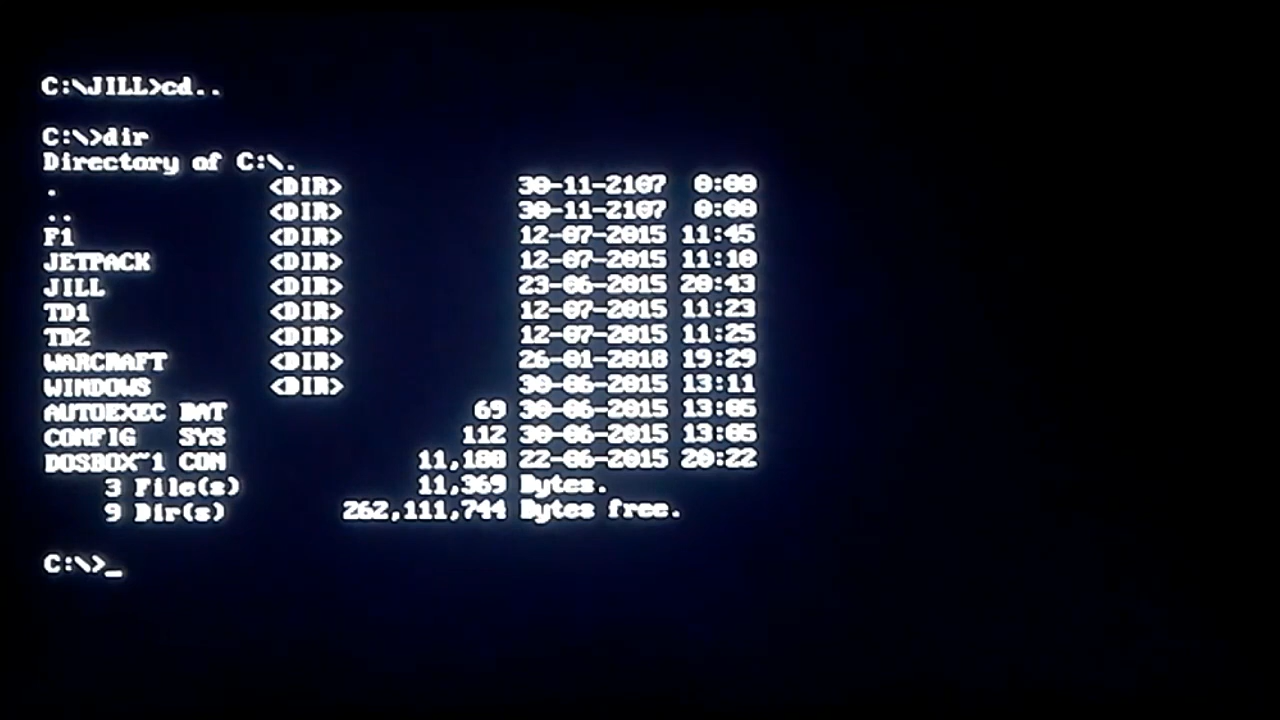 C:\JILL>cd..
C:\>dir
Directory of C:\.
. <DIR> 30-11-2107 0:00
.. <DIR> 30-11-2107 0:00
F1 <DIR> 12-07-2015 11:45
JETPACK <DIR> 12-07-2015 11:10
JILL <DIR> 23-06-2015 20:43
TD1 <DIR> 12-07-2015 11:23
TD2 <DIR> 12-07-2015 11:25
WARCRAFT <DIR> 26-01-2018 19:29
WINDOWS <DIR> 30-06-2015 13:11
AUTOEXEC BAT 69 30-06-2015 13:05
CONFIG SYS 112 30-06-2015 13:05
DOSBOX~1 CON 11,188 22-06-2015 20:22
3 File(s) 11,369 Bytes.
9 Dir(s) 262,111,744 Bytes free.
C:\>_